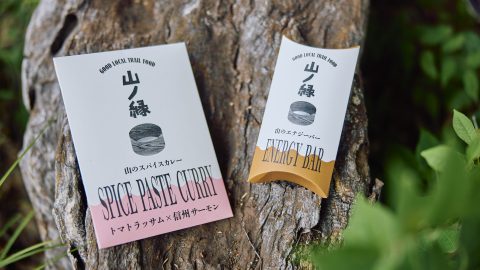 GOOD LOCAL TRAIL FOOD
山ノ縁
山のスパイスカレー
SPICE PASTE CURRY
トマトラッサム×信州サーモン
GOOD LOCAL TRAIL FOOD
山ノ縁
山のエナジーバー
ENERGY BAR